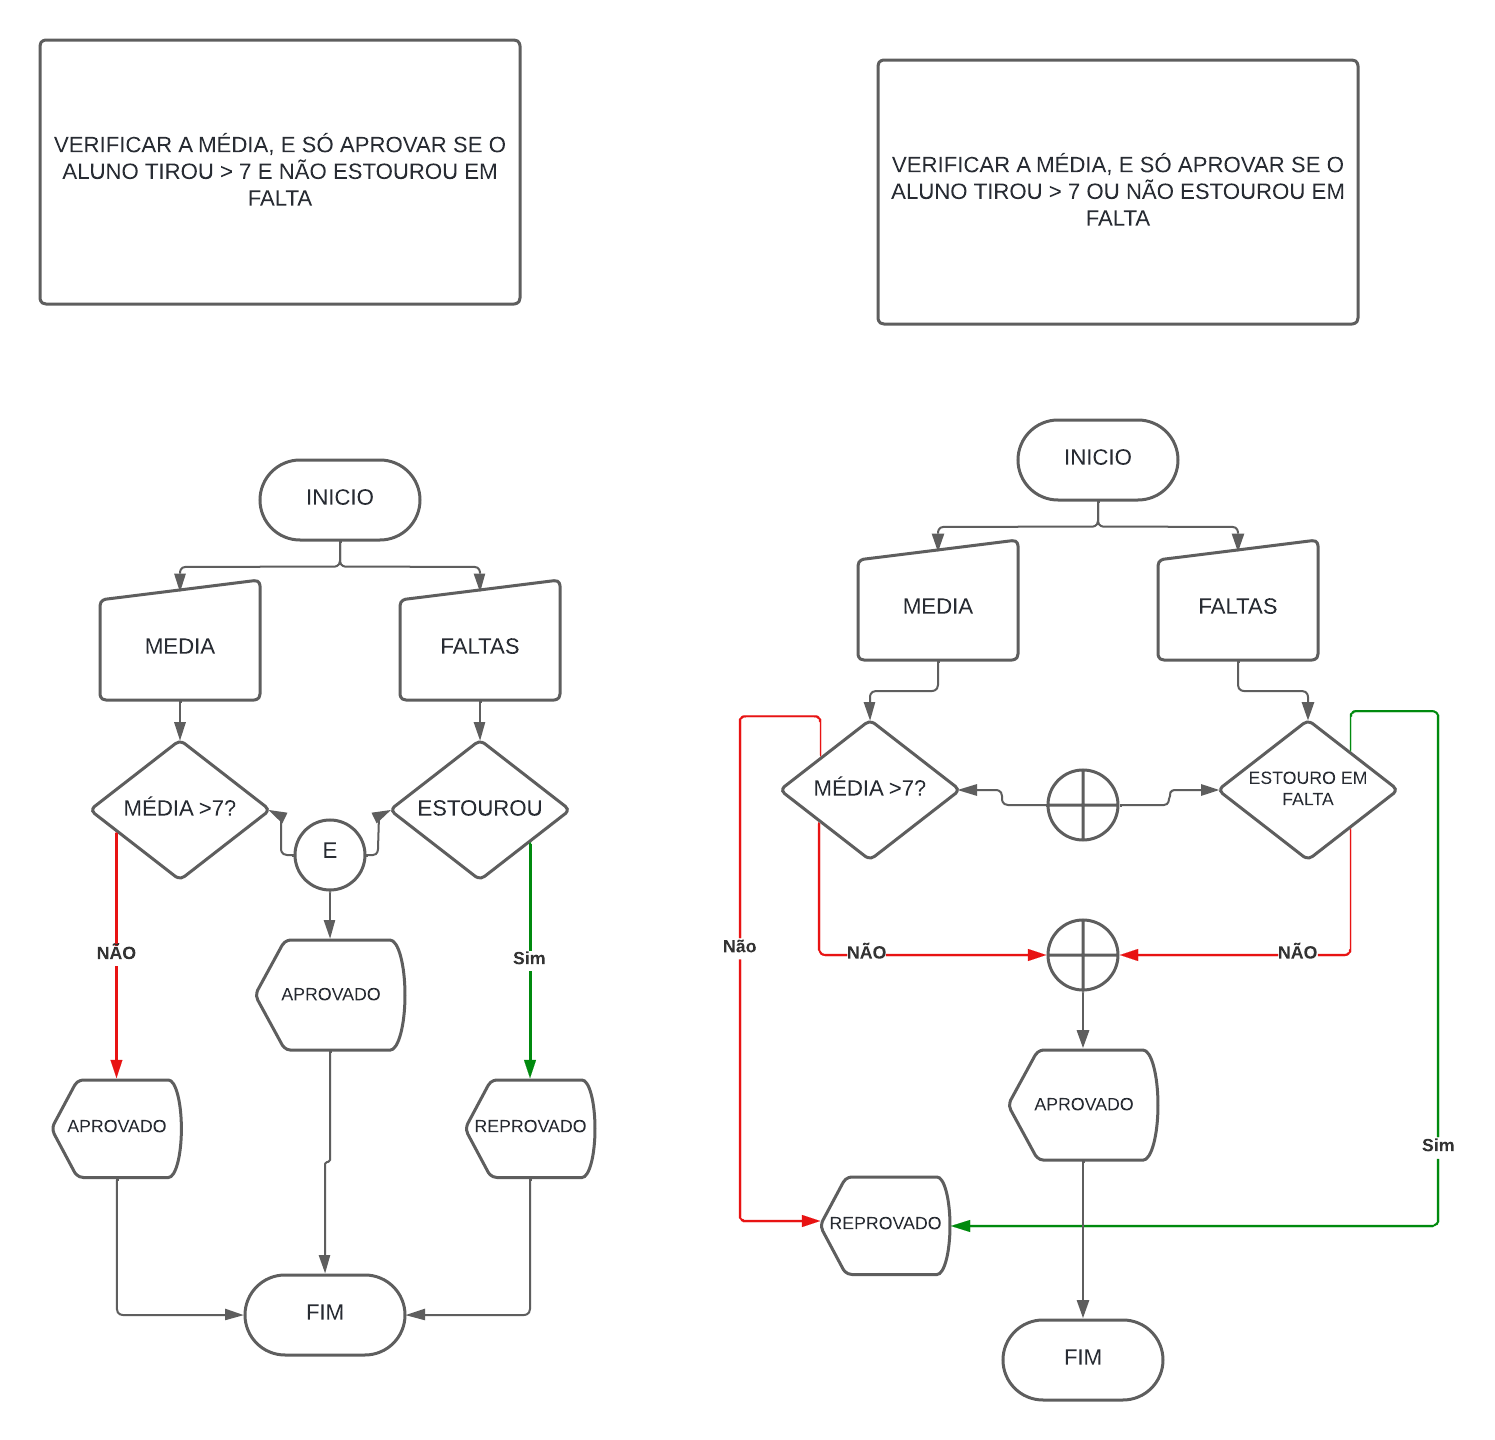 VERIFICAR A MÉDIA, E SÓ APROVAR SE O
ALUNO TIROU > 7 E NÃO ESTOUROU EM
FALTA
INICIO
MEDIA
FALTAS
MÉDIA >7?
ESTOUROU
E
NÃO
Sim
APROVADO
APROVADO
REPROVADO
FIM
VERIFICAR A MÉDIA, E SÓ APROVAR SE O
ALUNO TIROU > 7 OU NÃO ESTOUROU EM
FALTA
INICIO
MEDIA
FALTAS
MÉDIA >7?
ESTOURO EM
FALTA
Não
NÃO
NÃO
APROVADO
Sim
REPROVADO
FIM